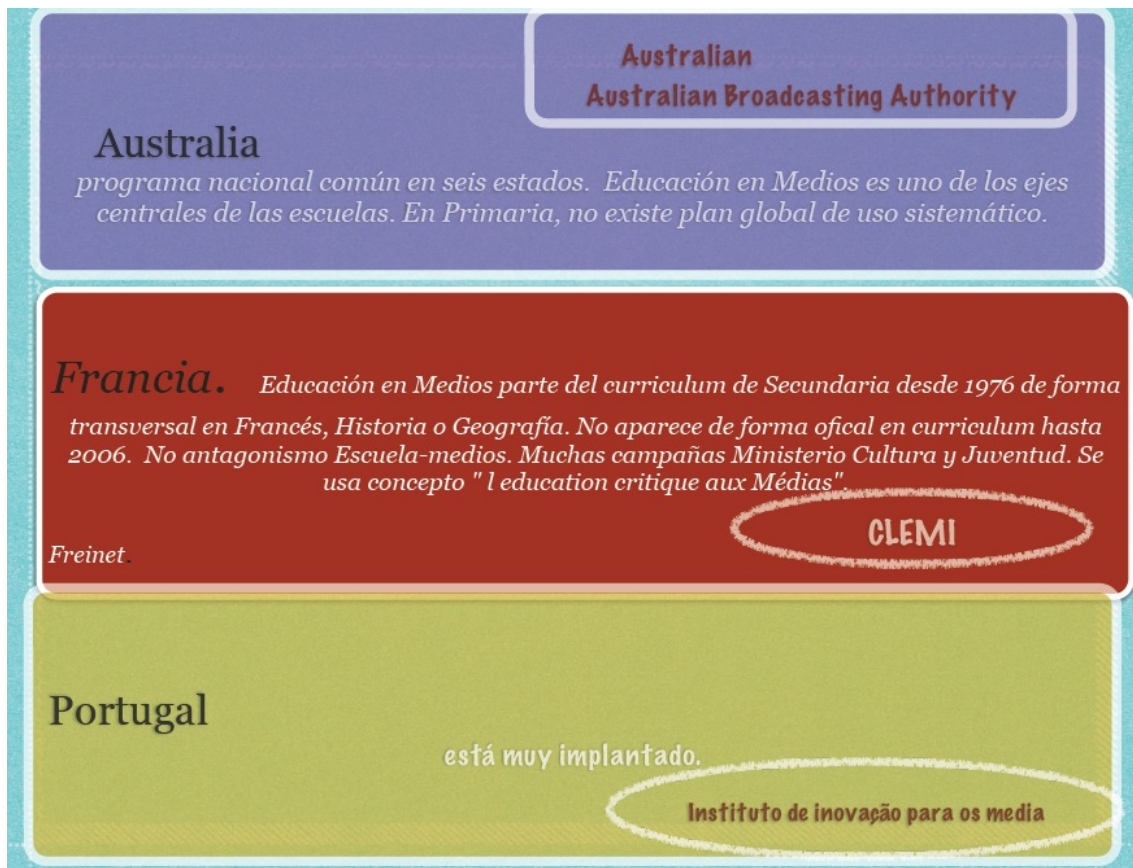 Australian
Australian Broadcasting Authority
Australia
programa nacional común en seis estados. Educación en Medios es uno de los ejes
centrales de las escuelas. En Primaria, no existe plan global de uso sistemático.
Francia. Educación en Medios parte del curriculum de Secundaria desde 1976 de forma
transversal en Francés, Historia o Geografía. No aparece de forma ofical en curriculum hasta
2006. No antagonismo Escuela-medios. Muchas campañas Ministerio Cultura y Juventud. Se
usa concepto " l education critique aux Médias".
CLEMI
Freinet.
Portugal
está muy implantado.
Instituto de inovação para os media